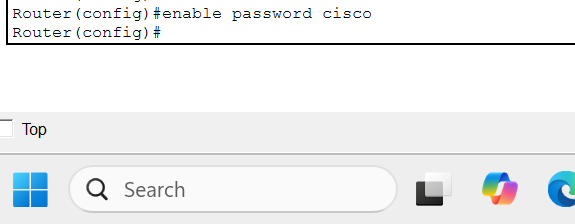 Router(config)#enable password cisco
Router(config)#
Top
Search